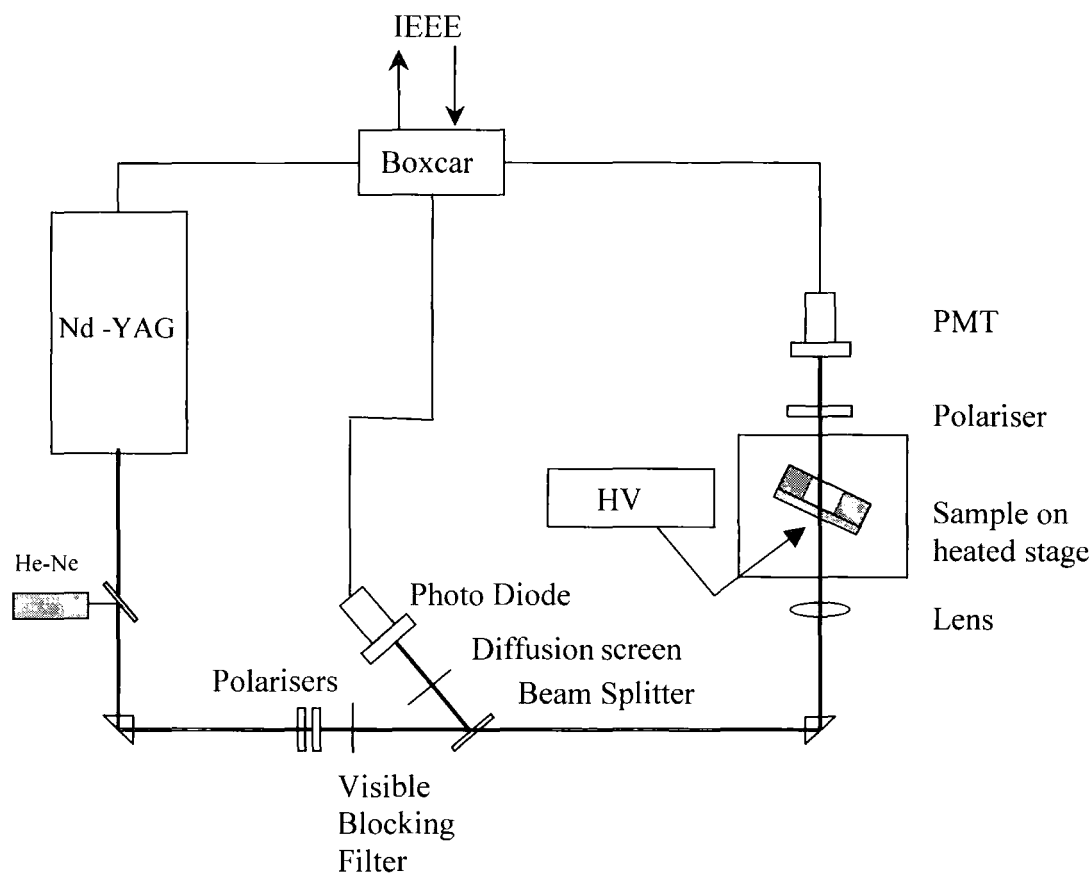 IEEE
Boxcar
Nd -YAG
PMT
Polariser
HV
Sample on
heated stage
He-Ne
Photo Diode
Lens
Diffusion screen
Polarisers
Beam Splitter
Visible
Blocking
Filter